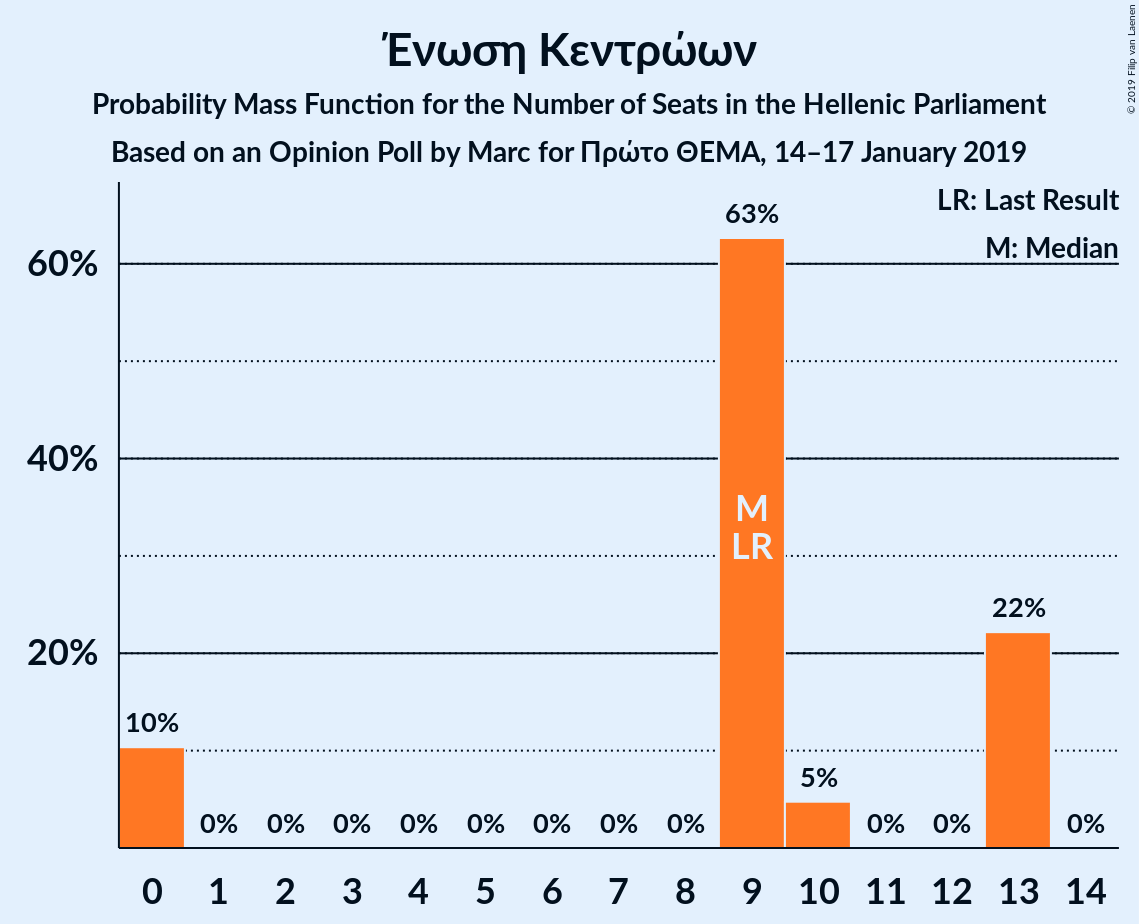 Ένωση Κεντρώων
Probability Mass Function for the Number of Seats in the Hellenic Parliament
Based on an Opinion Poll by Marc for Πρώτο ΘΕΜΑ, 14–17 January 2019
© 2019 Filip van Laenen
LR: Last Result
M: Median
60%
40%
20%
10%
0%
0%
0%
0%
0%
0%
0%
0%
63%
M
LR
5%
0%
0%
22%
0%
0 1 2 3 4 5 6 7 8 9 10 11 12 13 14